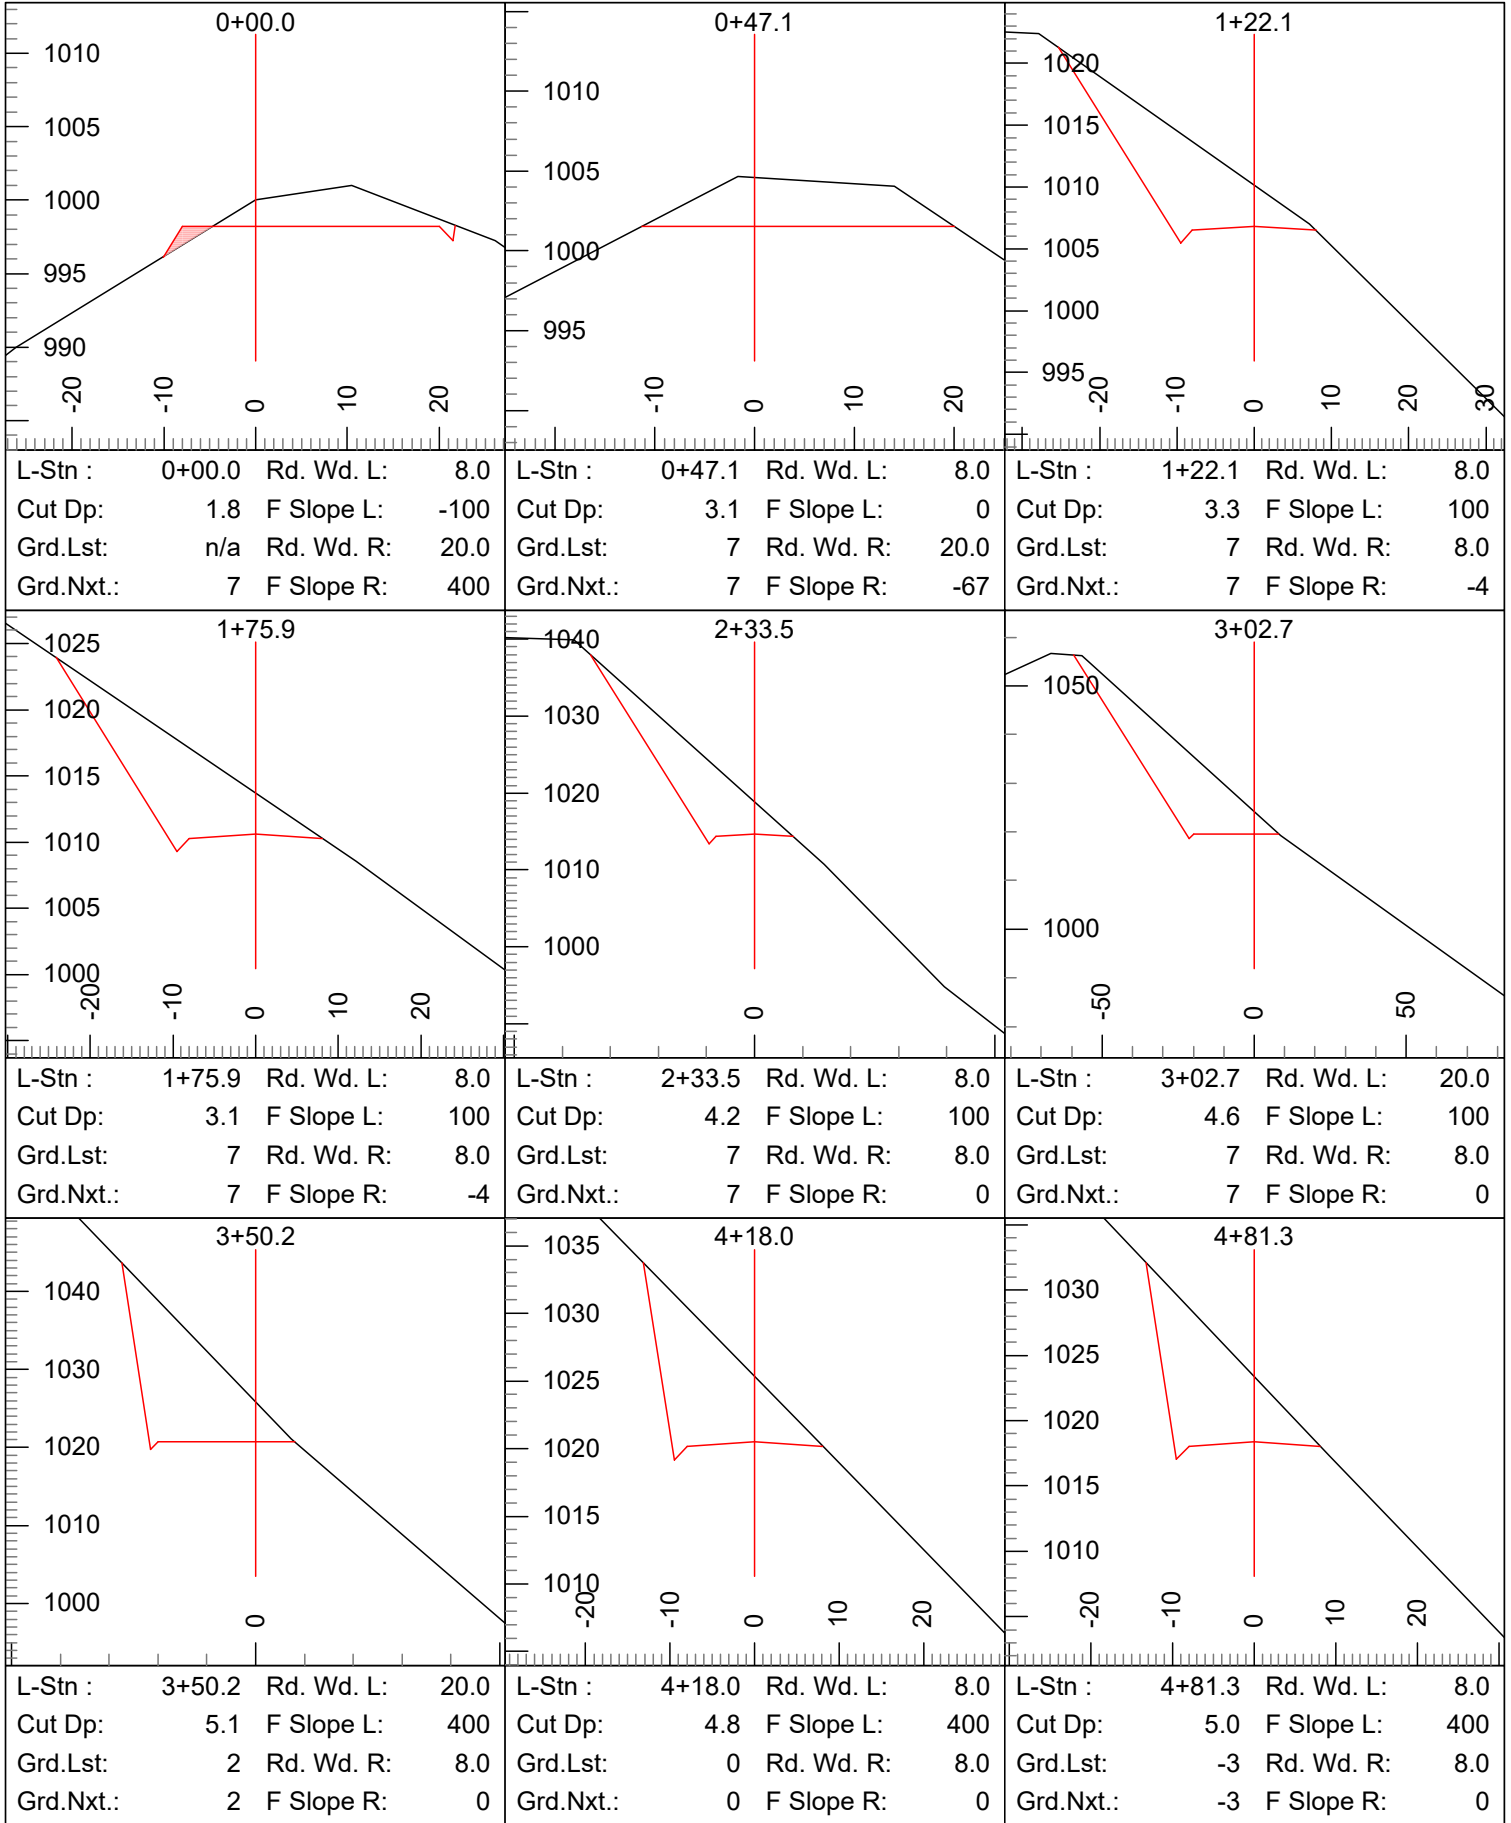 0+00.0
1010
1005
1000
995
990
-20 -10 0 10 20
L-Stn : 0+00.0 Rd. Wd. L: 8.0
Cut Dp: 1.8 F Slope L: -100
Grd.Lst: n/a Rd. Wd. R: 20.0
Grd.Nxt.: 7 F Slope R: 400
0+47.1
1010
1005
1000
995
-10 0 10 20
L-Stn : 0+47.1 Rd. Wd. L: 8.0
Cut Dp: 3.1 F Slope L: 0
Grd.Lst: 7 Rd. Wd. R: 20.0
Grd.Nxt.: 7 F Slope R: -67
1+22.1
1020
1015
1010
1005
1000
995
-20 -10 0 10 20 30
L-Stn : 1+22.1 Rd. Wd. L: 8.0
Cut Dp: 3.3 F Slope L: 100
Grd.Lst: 7 Rd. Wd. R: 8.0
Grd.Nxt.: 7 F Slope R: -4
1+75.9
1025
1020
1015
1010
1005
1000
-20 -10 0 10 20
L-Stn : 1+75.9 Rd. Wd. L: 8.0
Cut Dp: 3.1 F Slope L: 100
Grd.Lst: 7 Rd. Wd. R: 8.0
Grd.Nxt.: 7 F Slope R: -4
2+33.5
1040
1030
1020
1010
1000
0
L-Stn : 2+33.5 Rd. Wd. L: 8.0
Cut Dp: 4.2 F Slope L: 100
Grd.Lst: 7 Rd. Wd. R: 8.0
Grd.Nxt.: 7 F Slope R: 0
3+02.7
1050
1000
-50 0 50
L-Stn : 3+02.7 Rd. Wd. L: 20.0
Cut Dp: 4.6 F Slope L: 100
Grd.Lst: 7 Rd. Wd. R: 8.0
Grd.Nxt.: 7 F Slope R: 0
3+50.2
1040
1030
1020
1010
1000
0
L-Stn : 3+50.2 Rd. Wd. L: 20.0
Cut Dp: 5.1 F Slope L: 400
Grd.Lst: 2 Rd. Wd. R: 8.0
Grd.Nxt.: 2 F Slope R: 0
4+18.0
1035
1030
1025
1020
1015
1010
-20 -10 0 10 20
L-Stn : 4+18.0 Rd. Wd. L: 8.0
Cut Dp: 4.8 F Slope L: 400
Grd.Lst: 0 Rd. Wd. R: 8.0
Grd.Nxt.: 0 F Slope R: 0
4+81.3
1030
1025
1020
1015
1010
-20 -10 0 10 20
L-Stn : 4+81.3 Rd. Wd. L: 8.0
Cut Dp: 5.0 F Slope L: 400
Grd.Lst: -3 Rd. Wd. R: 8.0
Grd.Nxt.: -3 F Slope R: 0